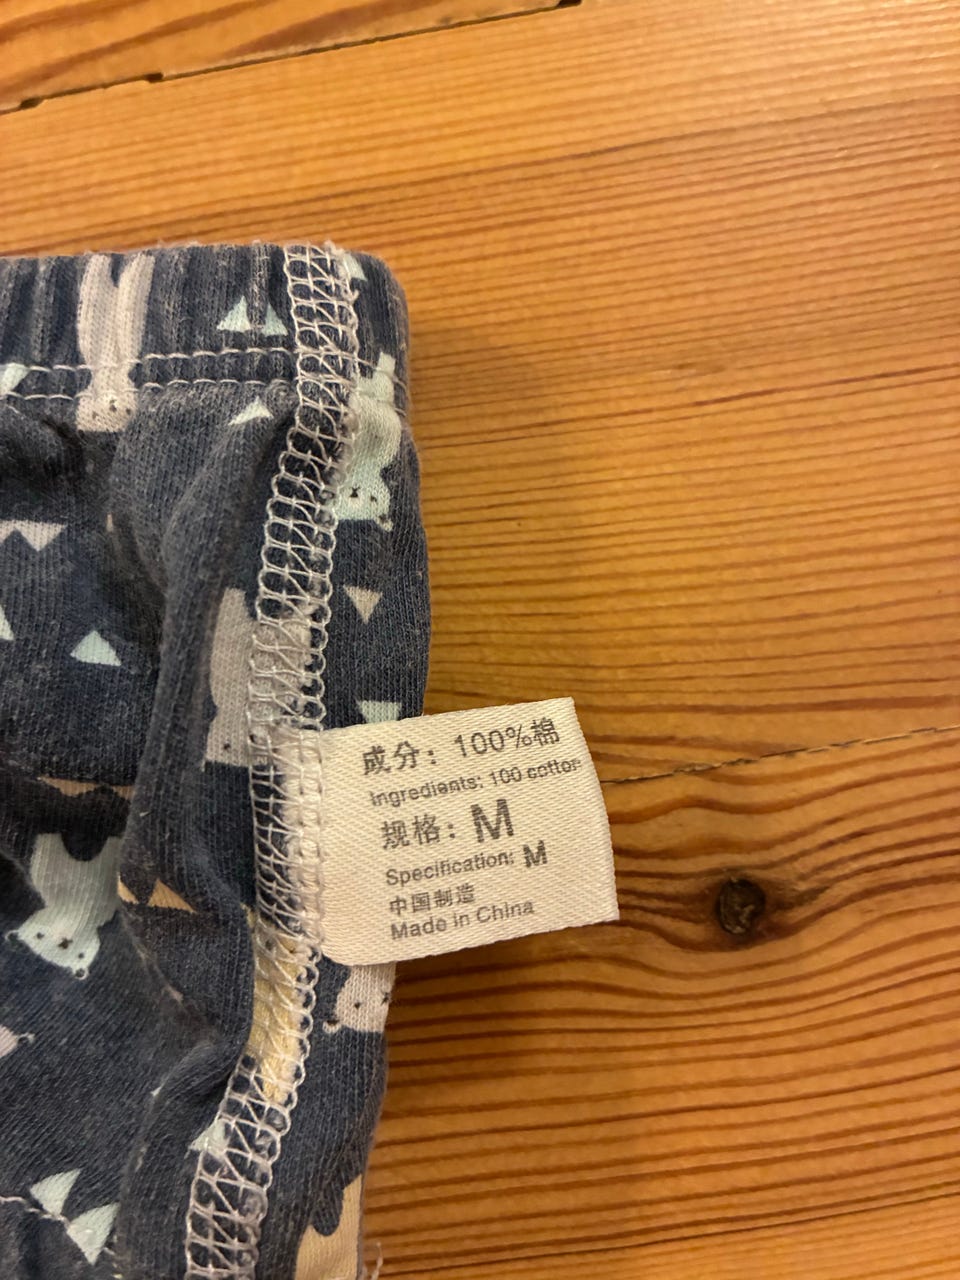 成分：100%棉
Ingredients: 100 cotton
规格：M
Specification: M
中国制造
Made in China